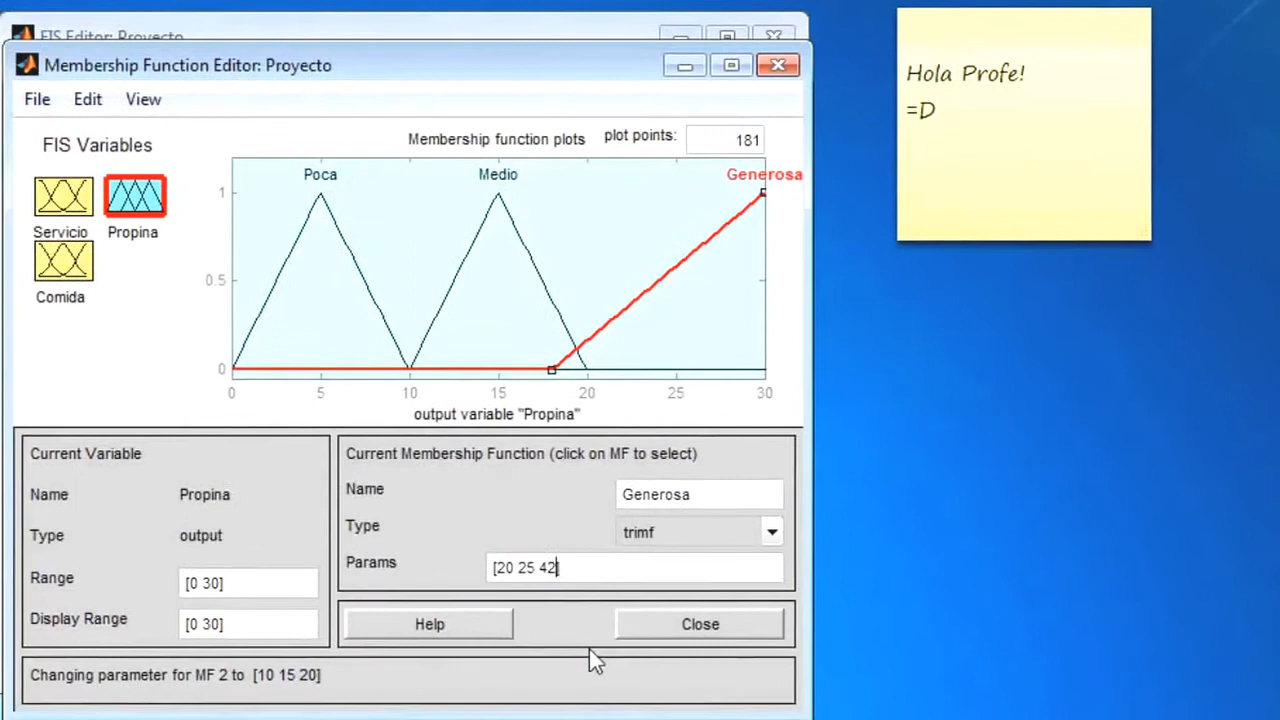 FIS Editor: Proyecto
Membership Function Editor: Proyecto
File Edit View
FIS Variables
Membership function plots plot points: 181
Servicio Propina
Comida
Poca Medio Generosa
1
0.5
0
0 5 10 15 20 25 30
output variable "Propina"
Current Variable
Name Propina
Type output
Range [0 30]
Display Range [0 30]
Current Membership Function (click on MF to select)
Name Generosa
Type trimf
Params [20 25 42]
Help Close
Changing parameter for MF 2 to [10 15 20]
Hola Profe!
=D